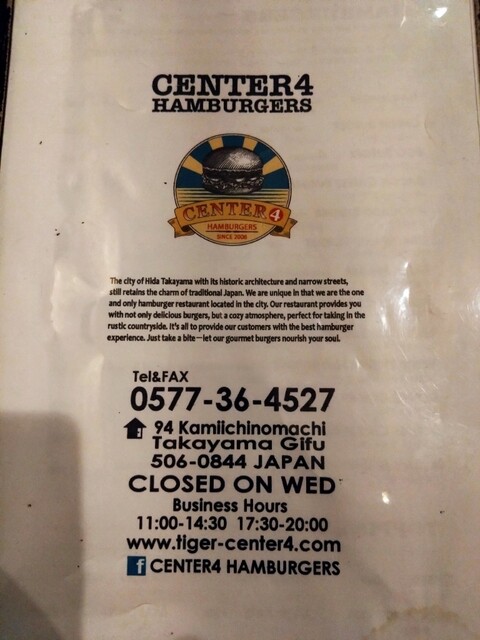 CENTER4
HAMBURGERS
CENTER 4
HAMBURGERS
SINCE 2008
The city of Hida Takayama with its historic architecture and narrow streets,
still retains the charm of traditional Japan. We are unique in that we are the one
and only hamburger restaurant located in the city. Our restaurant provides you
with not only delicious burgers, but a cozy atmosphere, perfect for taking in the
rustic countryside. It's all to provide our customers with the best hamburger
experience. Just take a bite—let our gourmet burgers nourish your soul.
Tel&FAX
0577-36-4527
94 Kamiichinomachi
Takayama Gifu
506-0844 JAPAN
CLOSED ON WED
Business Hours
11:00-14:30 17:30-20:00
www.tiger-center4.com
f CENTER4 HAMBURGERS